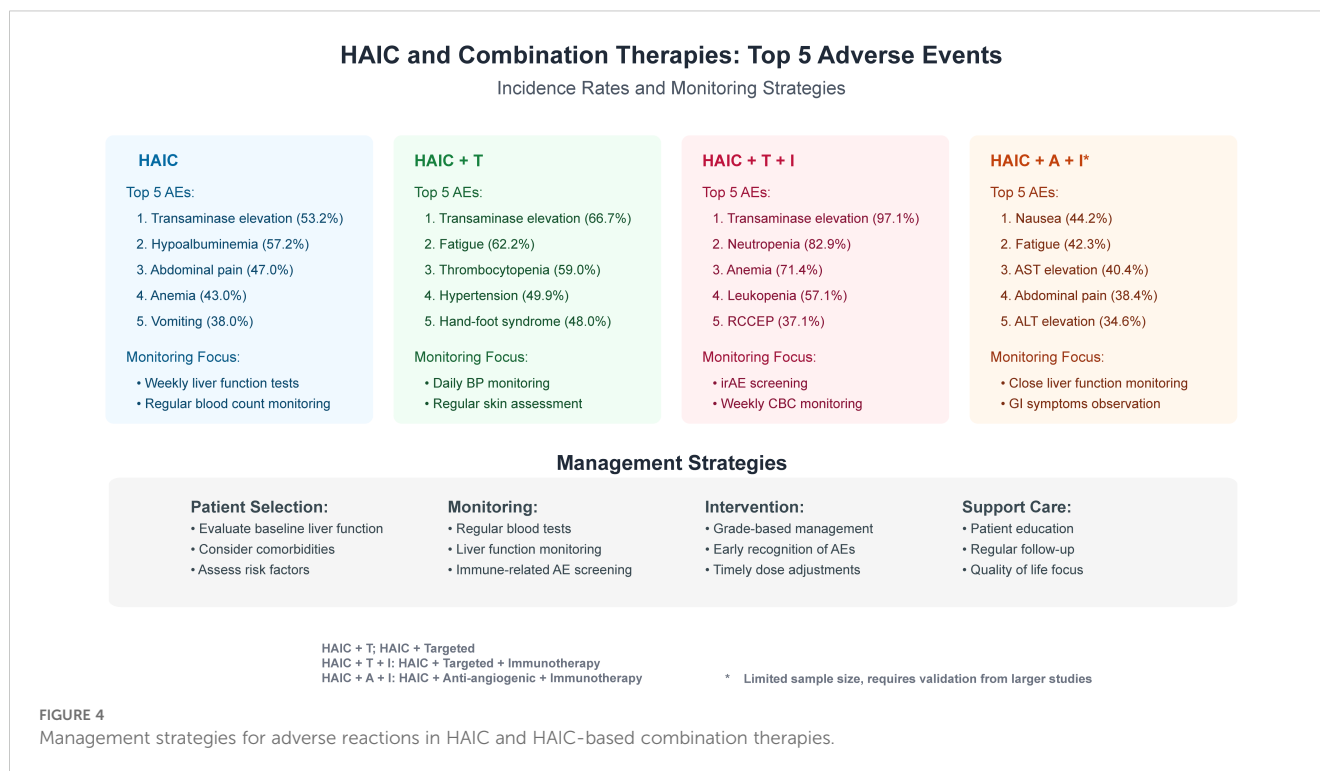 HAIC and Combination Therapies: Top 5 Adverse Events
Incidence Rates and Monitoring Strategies
HAIC
Top 5 AEs:
1. Transaminase elevation (53.2%)
2. Hypoalbuminemia (57.2%)
3. Abdominal pain (47.0%)
4. Anemia (43.0%)
5. Vomiting (38.0%)
Monitoring Focus:
• Weekly liver function tests
• Regular blood count monitoring
HAIC + T
Top 5 AEs:
1. Transaminase elevation (66.7%)
2. Fatigue (62.2%)
3. Thrombocytopenia (59.0%)
4. Hypertension (49.9%)
5. Hand-foot syndrome (48.0%)
Monitoring Focus:
• Daily BP monitoring
• Regular skin assessment
HAIC + T + I
Top 5 AEs:
1. Transaminase elevation (97.1%)
2. Neutropenia (82.9%)
3. Anemia (71.4%)
4. Leukopenia (57.1%)
5. RCCEP (37.1%)
Monitoring Focus:
• irAE screening
• Weekly CBC monitoring
HAIC + A + I*
Top 5 AEs:
1. Nausea (44.2%)
2. Fatigue (42.3%)
3. AST elevation (40.4%)
4. Abdominal pain (38.4%)
5. ALT elevation (34.6%)
Monitoring Focus:
• Close liver function monitoring
• GI symptoms observation
Management Strategies
Patient Selection:
• Evaluate baseline liver function
• Consider comorbidities
• Assess risk factors
Monitoring:
• Regular blood tests
• Liver function monitoring
• Immune-related AE screening
Intervention:
• Grade-based management
• Early recognition of AEs
• Timely dose adjustments
Support Care:
• Patient education
• Regular follow-up
• Quality of life focus
HAIC + T; HAIC + Targeted
HAIC + T + I: HAIC + Targeted + Immunotherapy
HAIC + A + I: HAIC + Anti-angiogenic + Immunotherapy
* Limited sample size, requires validation from larger studies
FIGURE 4
Management strategies for adverse reactions in HAIC and HAIC-based combination therapies.